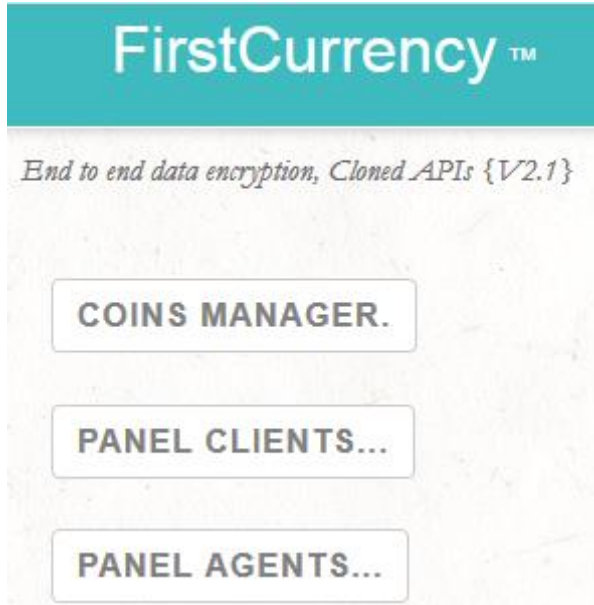 FirstCurrency ™
End to end data encryption, Cloned APIs {V2.1}
COINS MANAGER.
PANEL CLIENTS...
PANEL AGENTS...